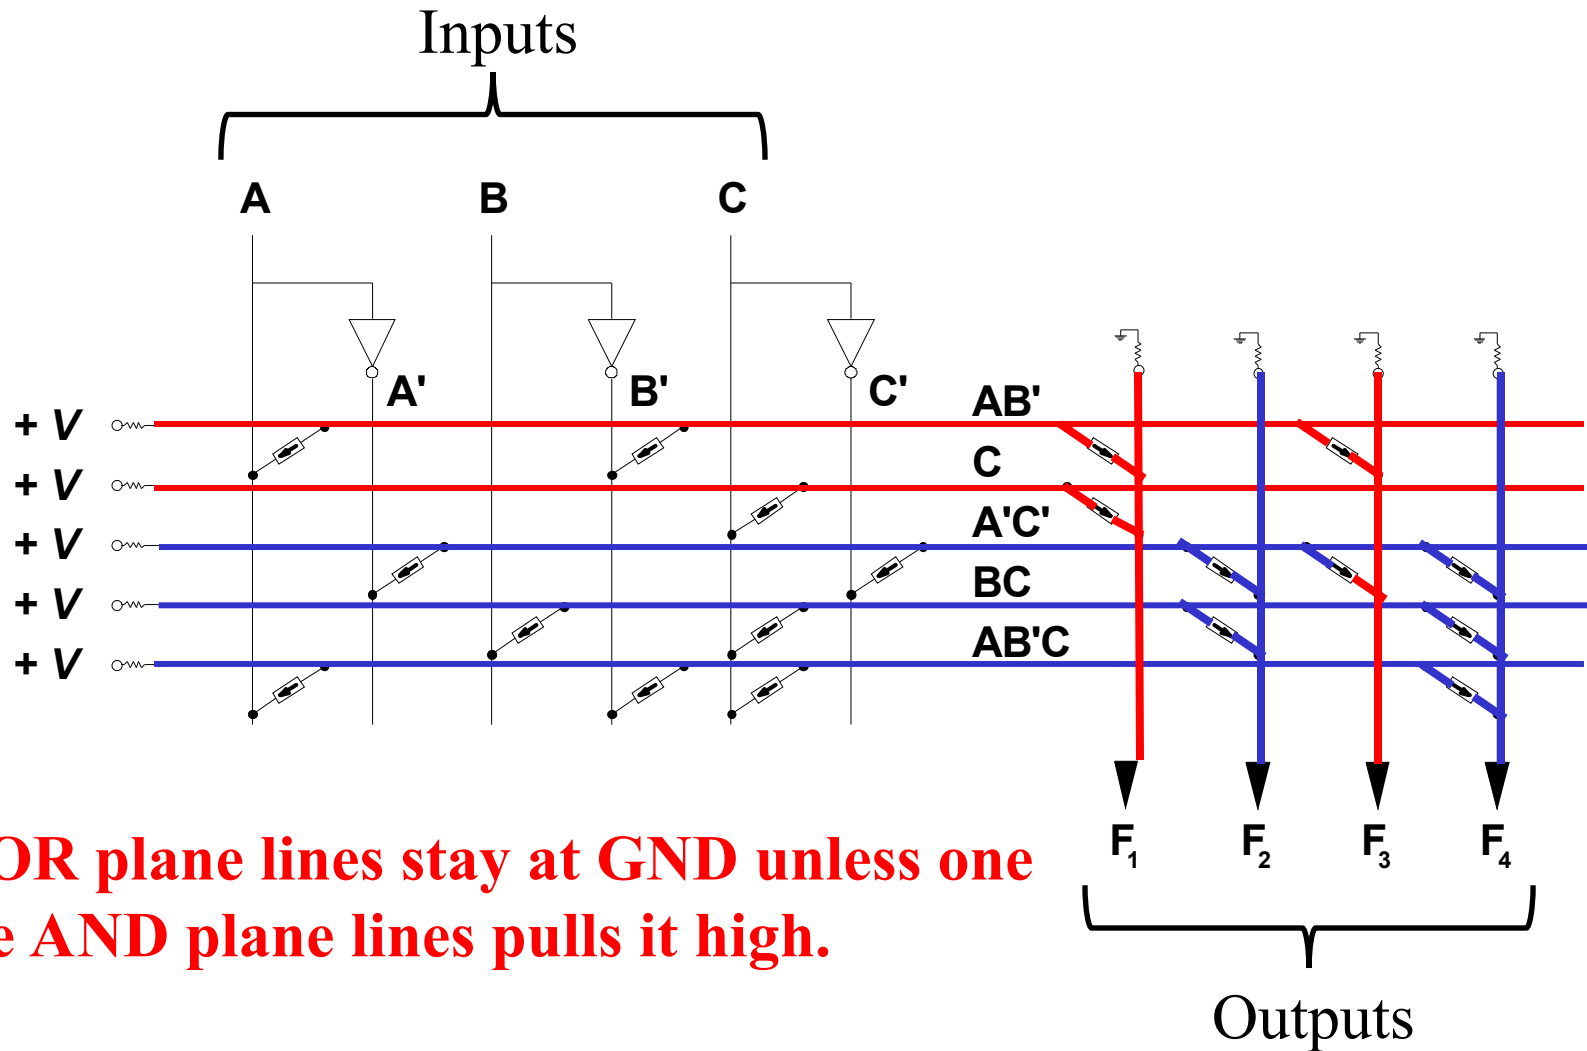 Inputs
A B C
A' B' C'
+ V AB'
+ V C
+ V A'C'
+ V BC
+ V AB'C
F1 F2 F3 F4
OR plane lines stay at GND unless one
e AND plane lines pulls it high.
Outputs